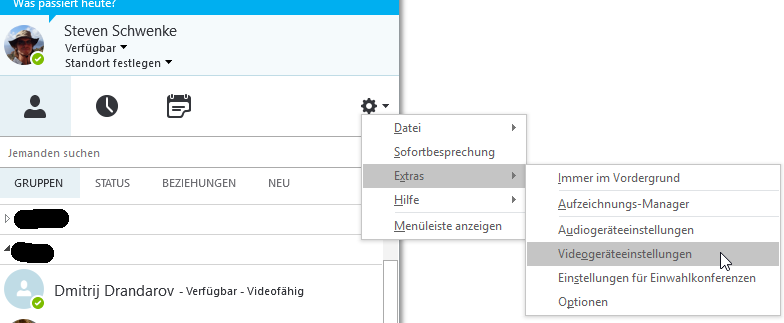 Was passiert heute?
Steven Schwenke
Verfügbar
Standort festlegen
Datei
Sofortbesprechung
Extras
Hilfe
Menüleiste anzeigen
Immer im Vordergrund
Aufzeichnungs-Manager
Audiogeräteeinstellungen
Videogeräteeinstellungen
Einstellungen für Einwahlkonferenzen
Optionen
Jemanden suchen
GRUPPEN STATUS BEZIEHUNGEN NEU
Dmitrij Drandarov - Verfügbar - Videofähig